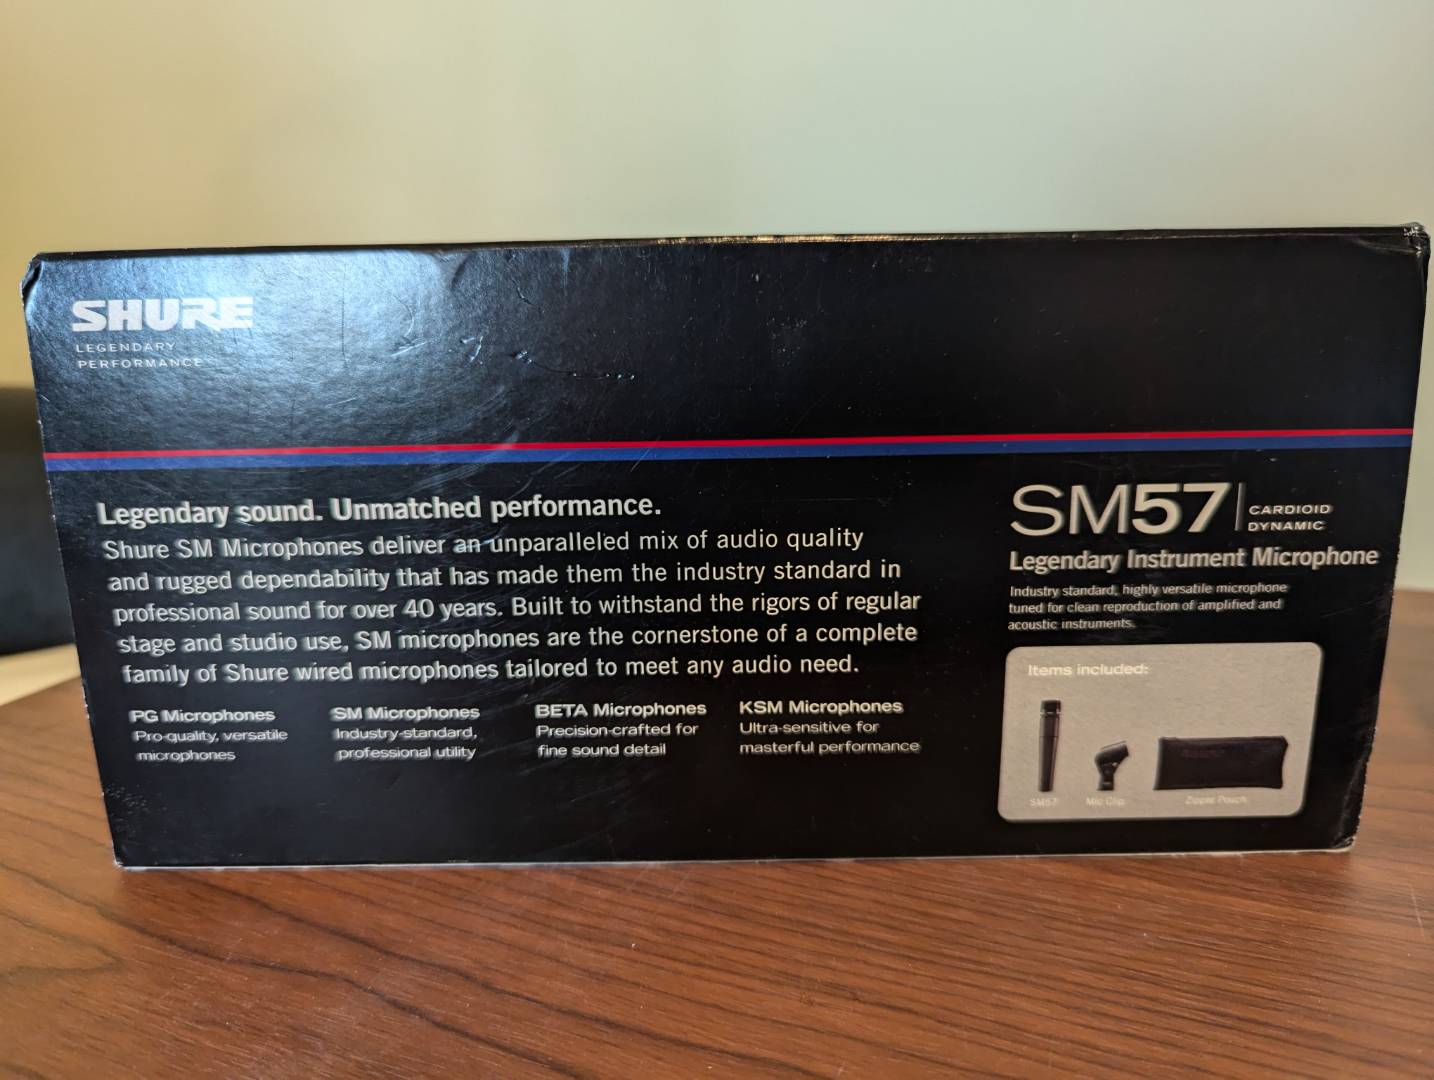 SHURE
LEGENDARY
PERFORMANCE
Legendary sound. Unmatched performance.
Shure SM Microphones deliver an unparalleled mix of audio quality
and rugged dependability that has made them the industry standard in
professional sound for over 40 years. Built to withstand the rigors of regular
stage and studio use, SM microphones are the cornerstone of a complete
family of Shure wired microphones tailored to meet any audio need.
PG Microphones
Pro-quality, versatile
microphones
SM Microphones
Industry-standard,
professional utility
BETA Microphones
Precision-crafted for
fine sound detail
KSM Microphones
Ultra-sensitive for
masterful performance
SM57
CARDIOID
DYNAMIC
Legendary Instrument Microphone
Industry standard, highly versatile microphone
tuned for clean reproduction of amplified and
acoustic instruments.
Items included:
SM57
Mic Clip
Zipper Pouch